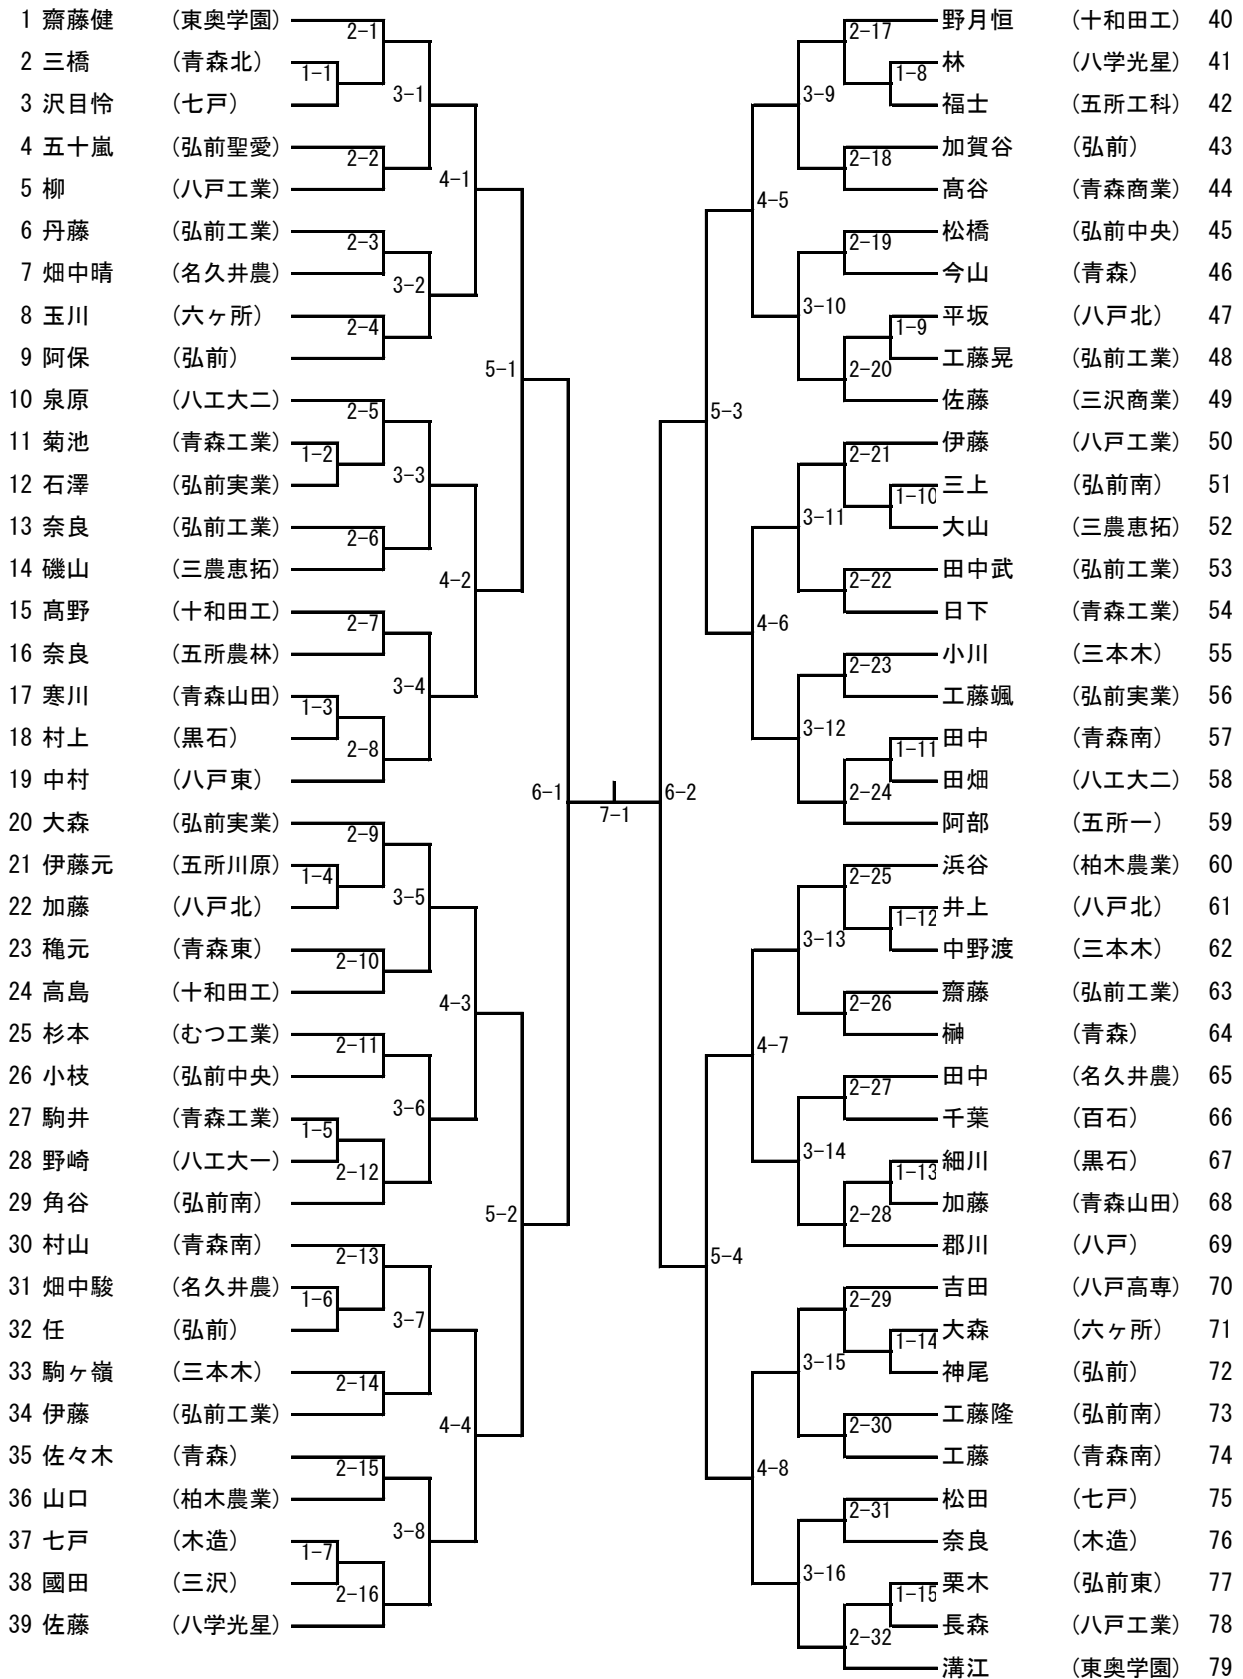 1 齋藤健 （東奥学園）
2 三橋 （青森北）
3 沢目怜 （七戸）
4 五十嵐 （弘前聖愛）
5 柳 （八戸工業）
6 丹藤 （弘前工業）
7 畑中晴 （名久井農）
8 玉川 （六ヶ所）
9 阿保 （弘前）
10 泉原 （八工大二）
11 菊池 （青森工業）
12 石澤 （弘前実業）
13 奈良 （弘前工業）
14 磯山 （三農恵拓）
15 髙野 （十和田工）
16 奈良 （五所農林）
17 寒川 （青森山田）
18 村上 （黒石）
19 中村 （八戸東）
20 大森 （弘前実業）
21 伊藤元 （五所川原）
22 加藤 （八戸北）
23 穐元 （青森東）
24 高島 （十和田工）
25 杉本 （むつ工業）
26 小枝 （弘前中央）
27 駒井 （青森工業）
28 野崎 （八工大一）
29 角谷 （弘前南）
30 村山 （青森南）
31 畑中駿 （名久井農）
32 任 （弘前）
33 駒ヶ嶺 （三本木）
34 伊藤 （弘前工業）
35 佐々木 （青森）
36 山口 （柏木農業）
37 七戸 （木造）
38 國田 （三沢）
39 佐藤 （八学光星）
1-1
1-2
1-3
1-4
1-5
1-6
1-7
2-1
2-2
2-3
2-4
2-5
2-6
2-7
2-8
2-9
2-10
2-11
2-12
2-13
2-14
2-15
2-16
3-1
3-2
3-3
3-4
3-5
3-6
3-7
3-8
4-1
4-2
4-3
4-4
5-1
5-2
6-1
7-1
6-2
5-3
5-4
4-5
4-6
4-7
4-8
3-9
3-10
3-11
3-12
3-13
3-14
3-15
3-16
2-17
2-18
2-19
2-20
2-21
2-22
2-23
2-24
2-25
2-26
2-27
2-28
2-29
2-30
2-31
2-32
1-8
1-9
1-10
1-11
1-12
1-13
1-14
1-15
野月恒 （十和田工） 40
林 （八学光星） 41
福士 （五所工科） 42
加賀谷 （弘前） 43
髙谷 （青森商業） 44
松橋 （弘前中央） 45
今山 （青森） 46
平坂 （八戸北） 47
工藤晃 （弘前工業） 48
佐藤 （三沢商業） 49
伊藤 （八戸工業） 50
三上 （弘前南） 51
大山 （三農恵拓） 52
田中武 （弘前工業） 53
日下 （青森工業） 54
小川 （三本木） 55
工藤颯 （弘前実業） 56
田中 （青森南） 57
田畑 （八工大二） 58
阿部 （五所一） 59
浜谷 （柏木農業） 60
井上 （八戸北） 61
中野渡 （三本木） 62
齋藤 （弘前工業） 63
榊 （青森） 64
田中 （名久井農） 65
千葉 （百石） 66
細川 （黒石） 67
加藤 （青森山田） 68
郡川 （八戸） 69
吉田 （八戸高専） 70
大森 （六ヶ所） 71
神尾 （弘前） 72
工藤隆 （弘前南） 73
工藤 （青森南） 74
松田 （七戸） 75
奈良 （木造） 76
栗木 （弘前東） 77
長森 （八戸工業） 78
溝江 （東奥学園） 79